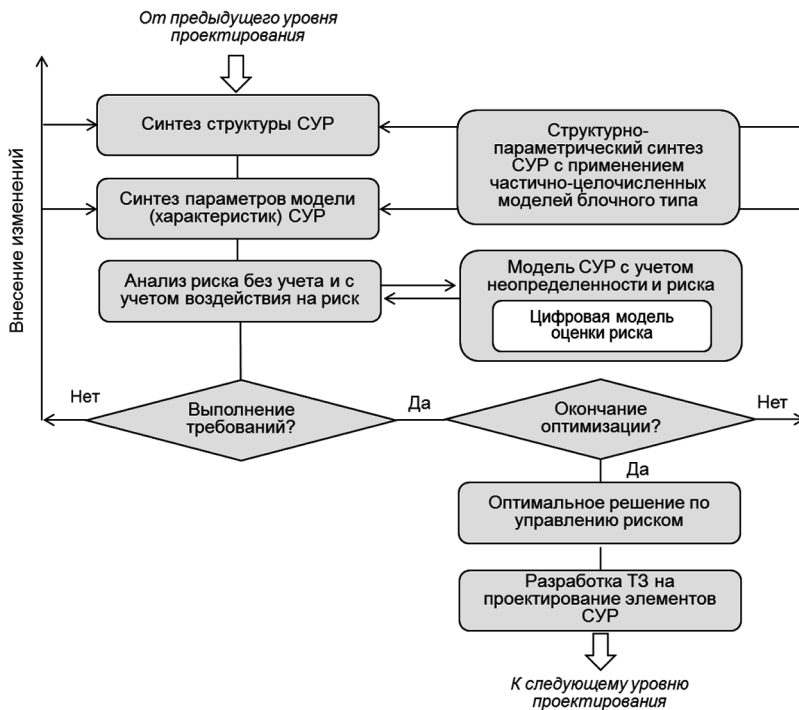 От предыдущего уровня
проектирования
Внесение изменений
Синтез структуры СУР
Структурно-
параметрический синтез
СУР с применением
частично-целочисленных
моделей блочного типа
Синтез параметров модели
(характеристик) СУР
Анализ риска без учета и с
учетом воздействия на риск
Модель СУР с учетом
неопределенности и риска
Цифровая модель
оценки риска
Нет
Выполнение
требований?
Да
Окончание
оптимизации?
Нет
Да
Оптимальное решение по
управлению риском
Разработка ТЗ на
проектирование элементов
СУР
К следующему уровню
проектирования